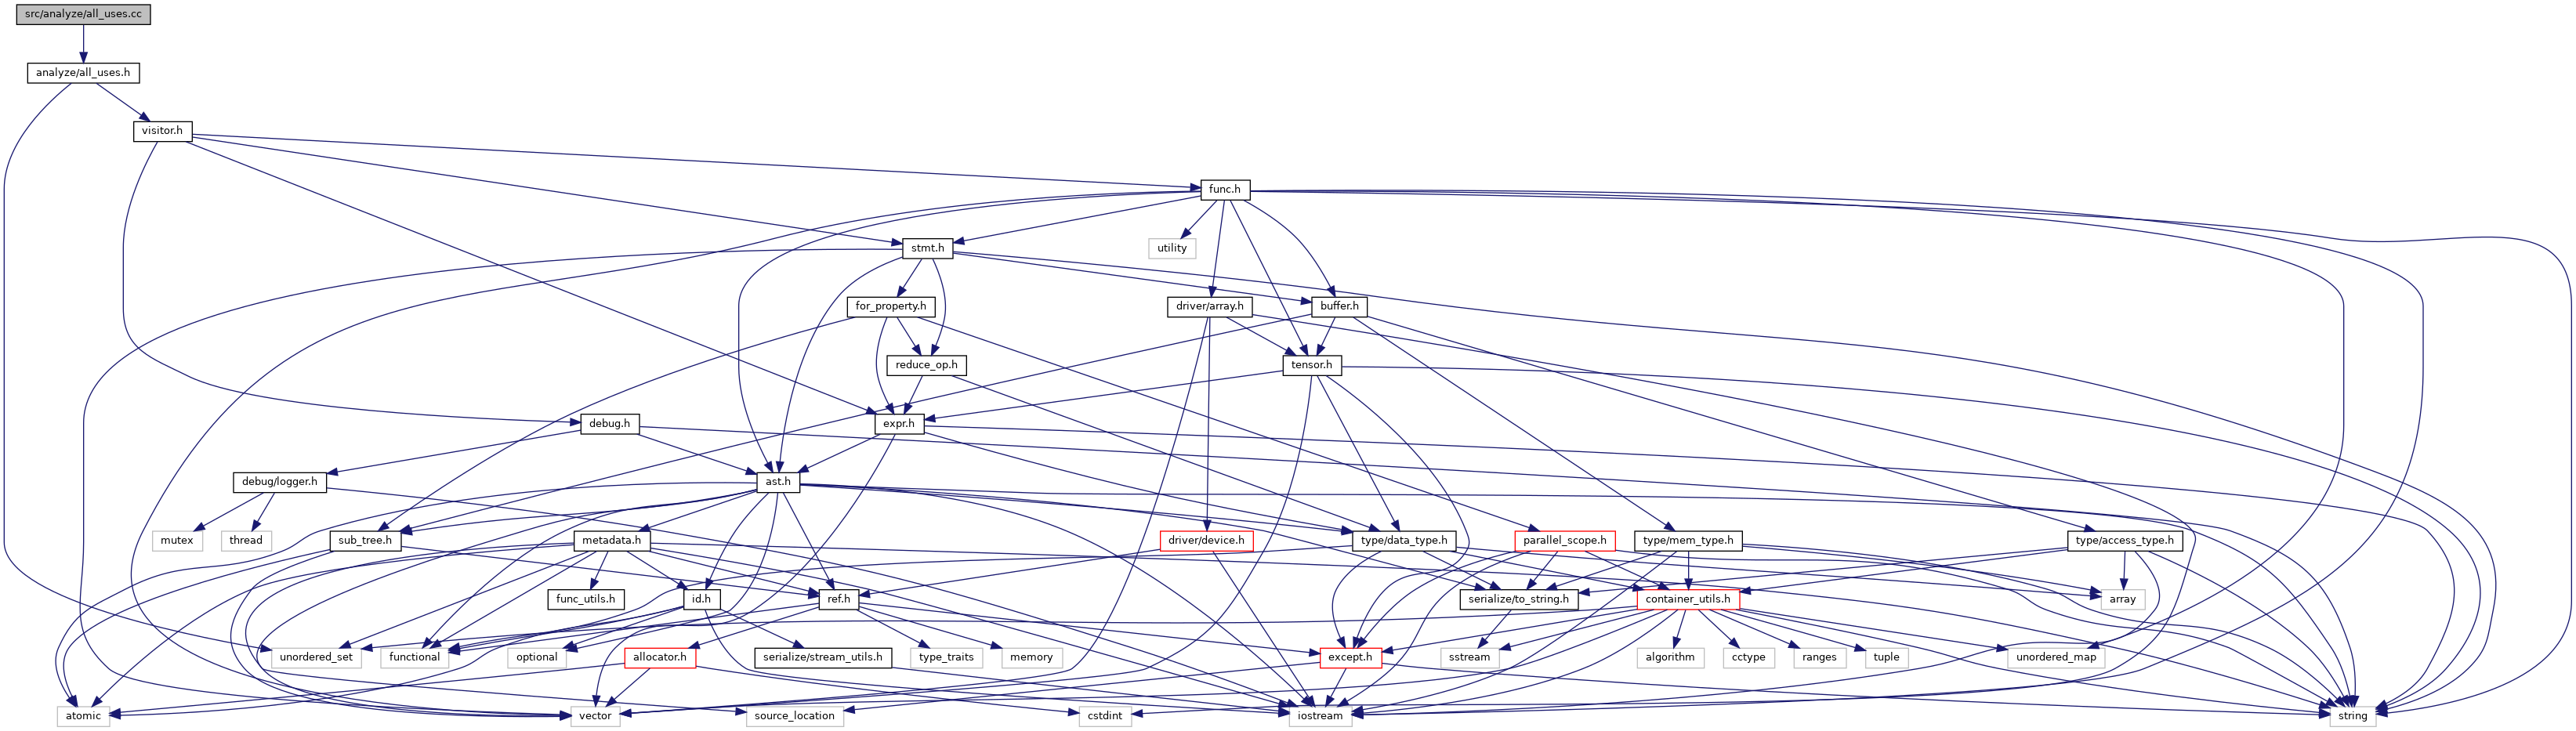 src/analyze/all_uses.cc
analyze/all_uses.h
visitor.h
func.h
stmt.h
utility
for_property.h
driver/array.h
buffer.h
reduce_op.h
tensor.h
debug.h
expr.h
debug/logger.h
ast.h
mutex
thread
sub_tree.h
metadata.h
driver/device.h
type/data_type.h
parallel_scope.h
type/mem_type.h
type/access_type.h
func_utils.h
id.h
ref.h
serialize/to_string.h
container_utils.h
array
unordered_set
functional
optional
allocator.h
serialize/stream_utils.h
type_traits
memory
except.h
sstream
algorithm
cctype
ranges
tuple
unordered_map
atomic
vector
source_location
cstdint
iostream
string